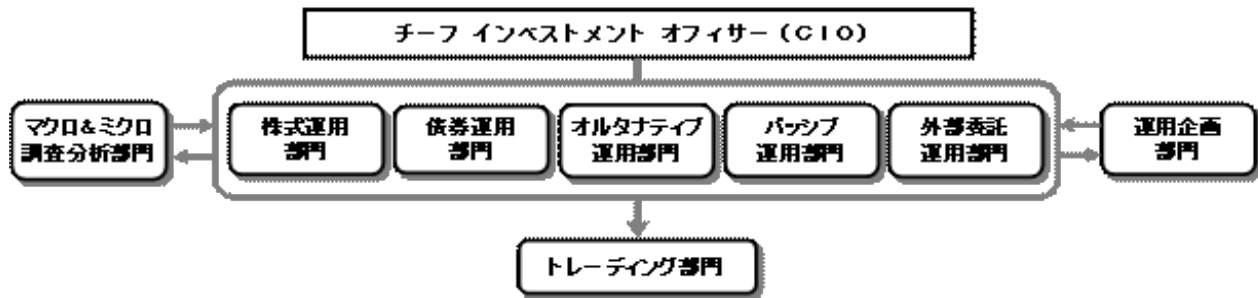 チーフ インベストメント オフィサー（CIO）
マクロ&ミクロ
調査分析部門
株式運用
部門
債券運用
部門
オルタナティブ
運用部門
パッシブ
運用部門
外部委託
運用部門
運用企画
部門
トレーディング部門